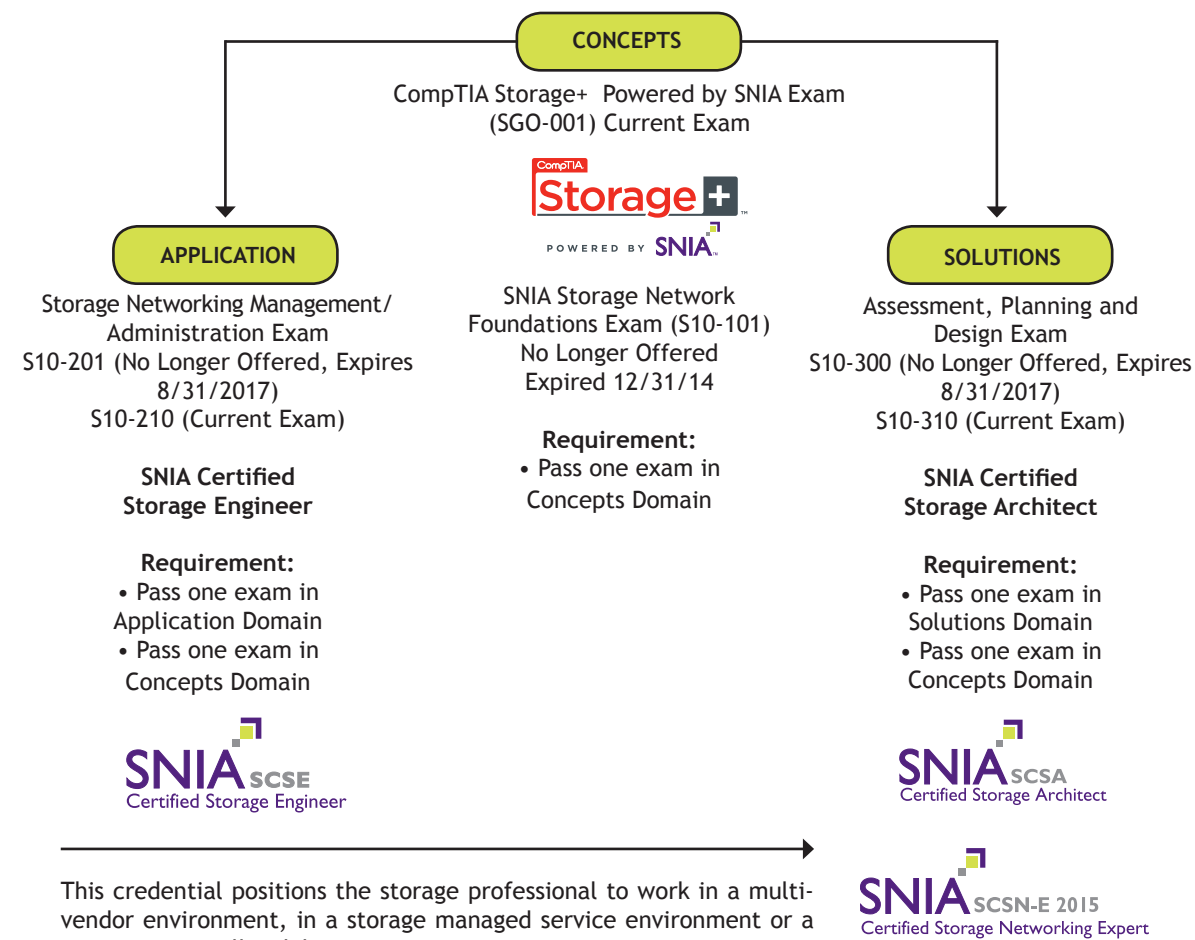 CONCEPTS
CompTIA Storage+ Powered by SNIA Exam
(SGO-001) Current Exam
CompTIA
Storage +™
POWERED BY SNIA™
SNIA Storage Network
Foundations Exam (S10-101)
No Longer Offered
Expired 12/31/14
Requirement:
• Pass one exam in
Concepts Domain
APPLICATION
Storage Networking Management/
Administration Exam
S10-201 (No Longer Offered, Expires
8/31/2017)
S10-210 (Current Exam)
SNIA Certified
Storage Engineer
Requirement:
• Pass one exam in
Application Domain
• Pass one exam in
Concepts Domain
SNIA SCSE
Certified Storage Engineer
SOLUTIONS
Assessment, Planning and
Design Exam
S10-300 (No Longer Offered, Expires
8/31/2017)
S10-310 (Current Exam)
SNIA Certified
Storage Architect
Requirement:
• Pass one exam in
Solutions Domain
• Pass one exam in
Concepts Domain
SNIA SCSA
Certified Storage Architect
This credential positions the storage professional to work in a multi-
vendor environment, in a storage managed service environment or a
SNIA SCSN-E 2015
Certified Storage Networking Expert